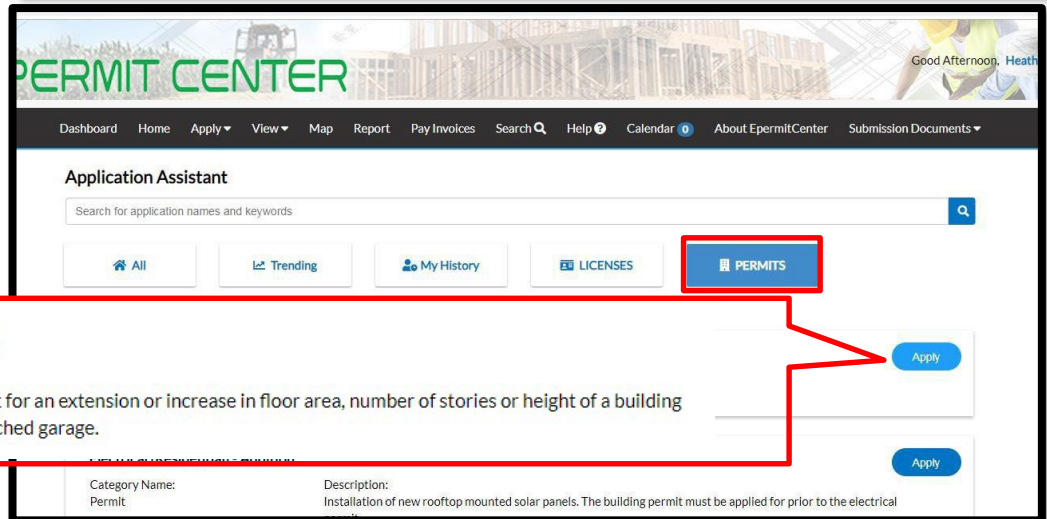 PERMIT CENTER
Good Afternoon, Heath
Dashboard Home Apply View Map Report Pay Invoices Search Help Calendar 0 About EpermitCenter Submission Documents
Application Assistant
Search for application names and keywords
All Trending My History LICENSES PERMITS
Apply
for an extension or increase in floor area, number of stories or height of a building
garage.
Apply
Category Name: Description:
Permit Installation of new rooftop mounted solar panels. The building permit must be applied for prior to the electrical